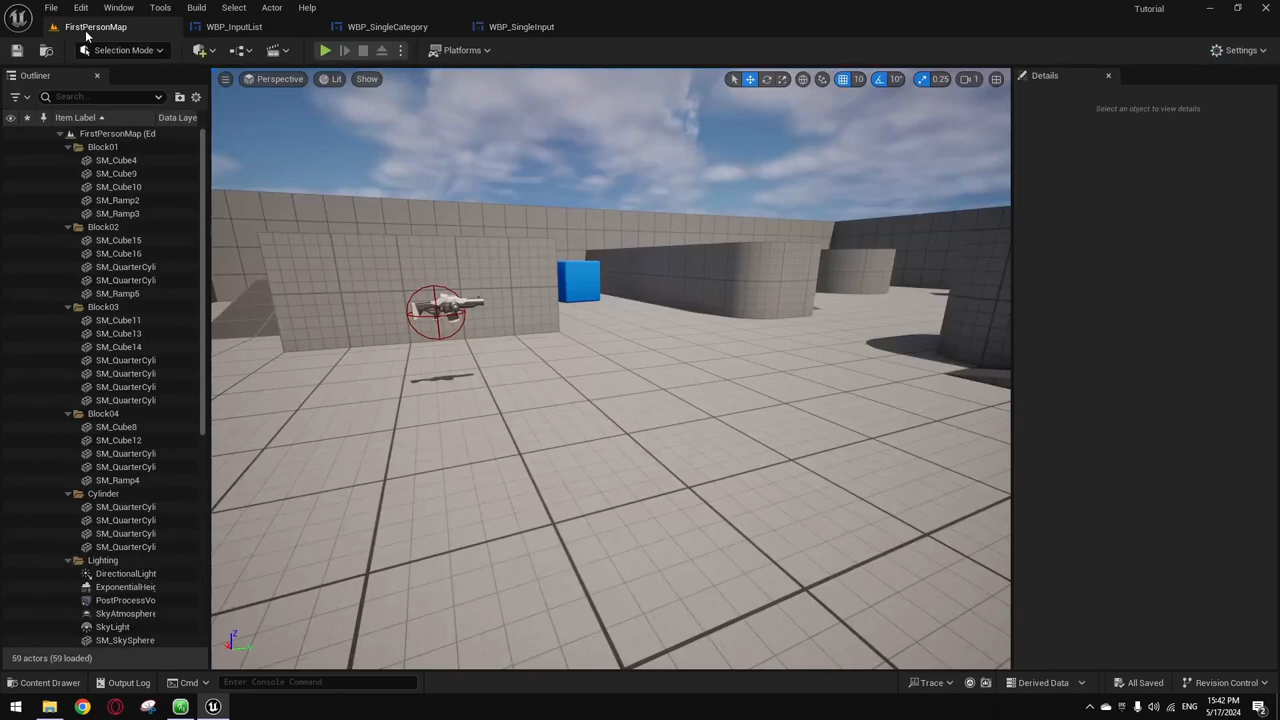 File Edit Window Tools Build Select Actor Help Tutorial
FirstPersonMap WBP_InputList WBP_SingleCategory WBP_SingleInput
Selection Mode Platforms Settings
Outliner Perspective Lit Show 10 10° 0.25 1 Details
Search... Select an object to view details.
Item Label Data Laye
FirstPersonMap (Ed
Block01
SM_Cube4
SM_Cube9
SM_Cube10
SM_Ramp2
SM_Ramp3
Block02
SM_Cube15
SM_Cube16
SM_QuarterCyli
SM_QuarterCyli
SM_Ramp5
Block03
SM_Cube11
SM_Cube13
SM_Cube14
SM_QuarterCyli
SM_QuarterCyli
SM_QuarterCyli
SM_QuarterCyli
Block04
SM_Cube8
SM_Cube12
SM_QuarterCyli
SM_QuarterCyli
SM_Ramp4
Cylinder
SM_QuarterCyli
SM_QuarterCyli
SM_QuarterCyli
SM_QuarterCyli
Lighting
DirectionalLight
ExponentialHeig
PostProcessVo
SkyAtmosphere
SkyLight
SM_SkySphere
59 actors (59 loaded)
Content Drawer Output Log Cmd Enter Console Command Trace Derived Data All Saved Revision Control
ENG 15:42 PM
5/17/2024 2